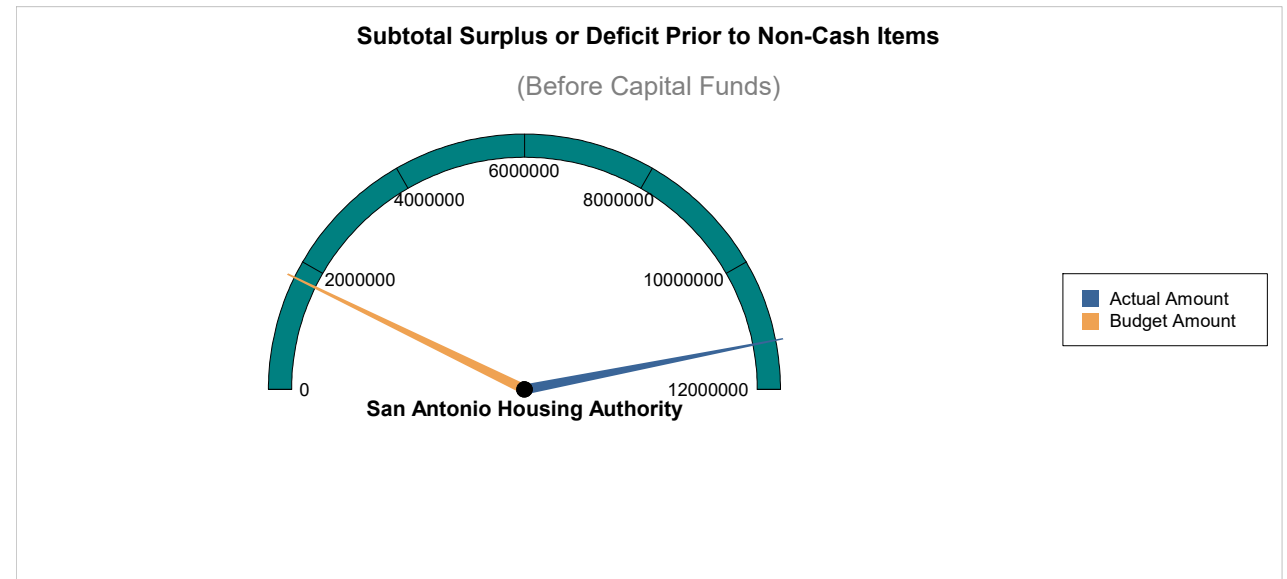 Subtotal Surplus or Deficit Prior to Non-Cash Items
(Before Capital Funds)
6000000
4000000
8000000
2000000
10000000
0
12000000
San Antonio Housing Authority
Actual Amount
Budget Amount